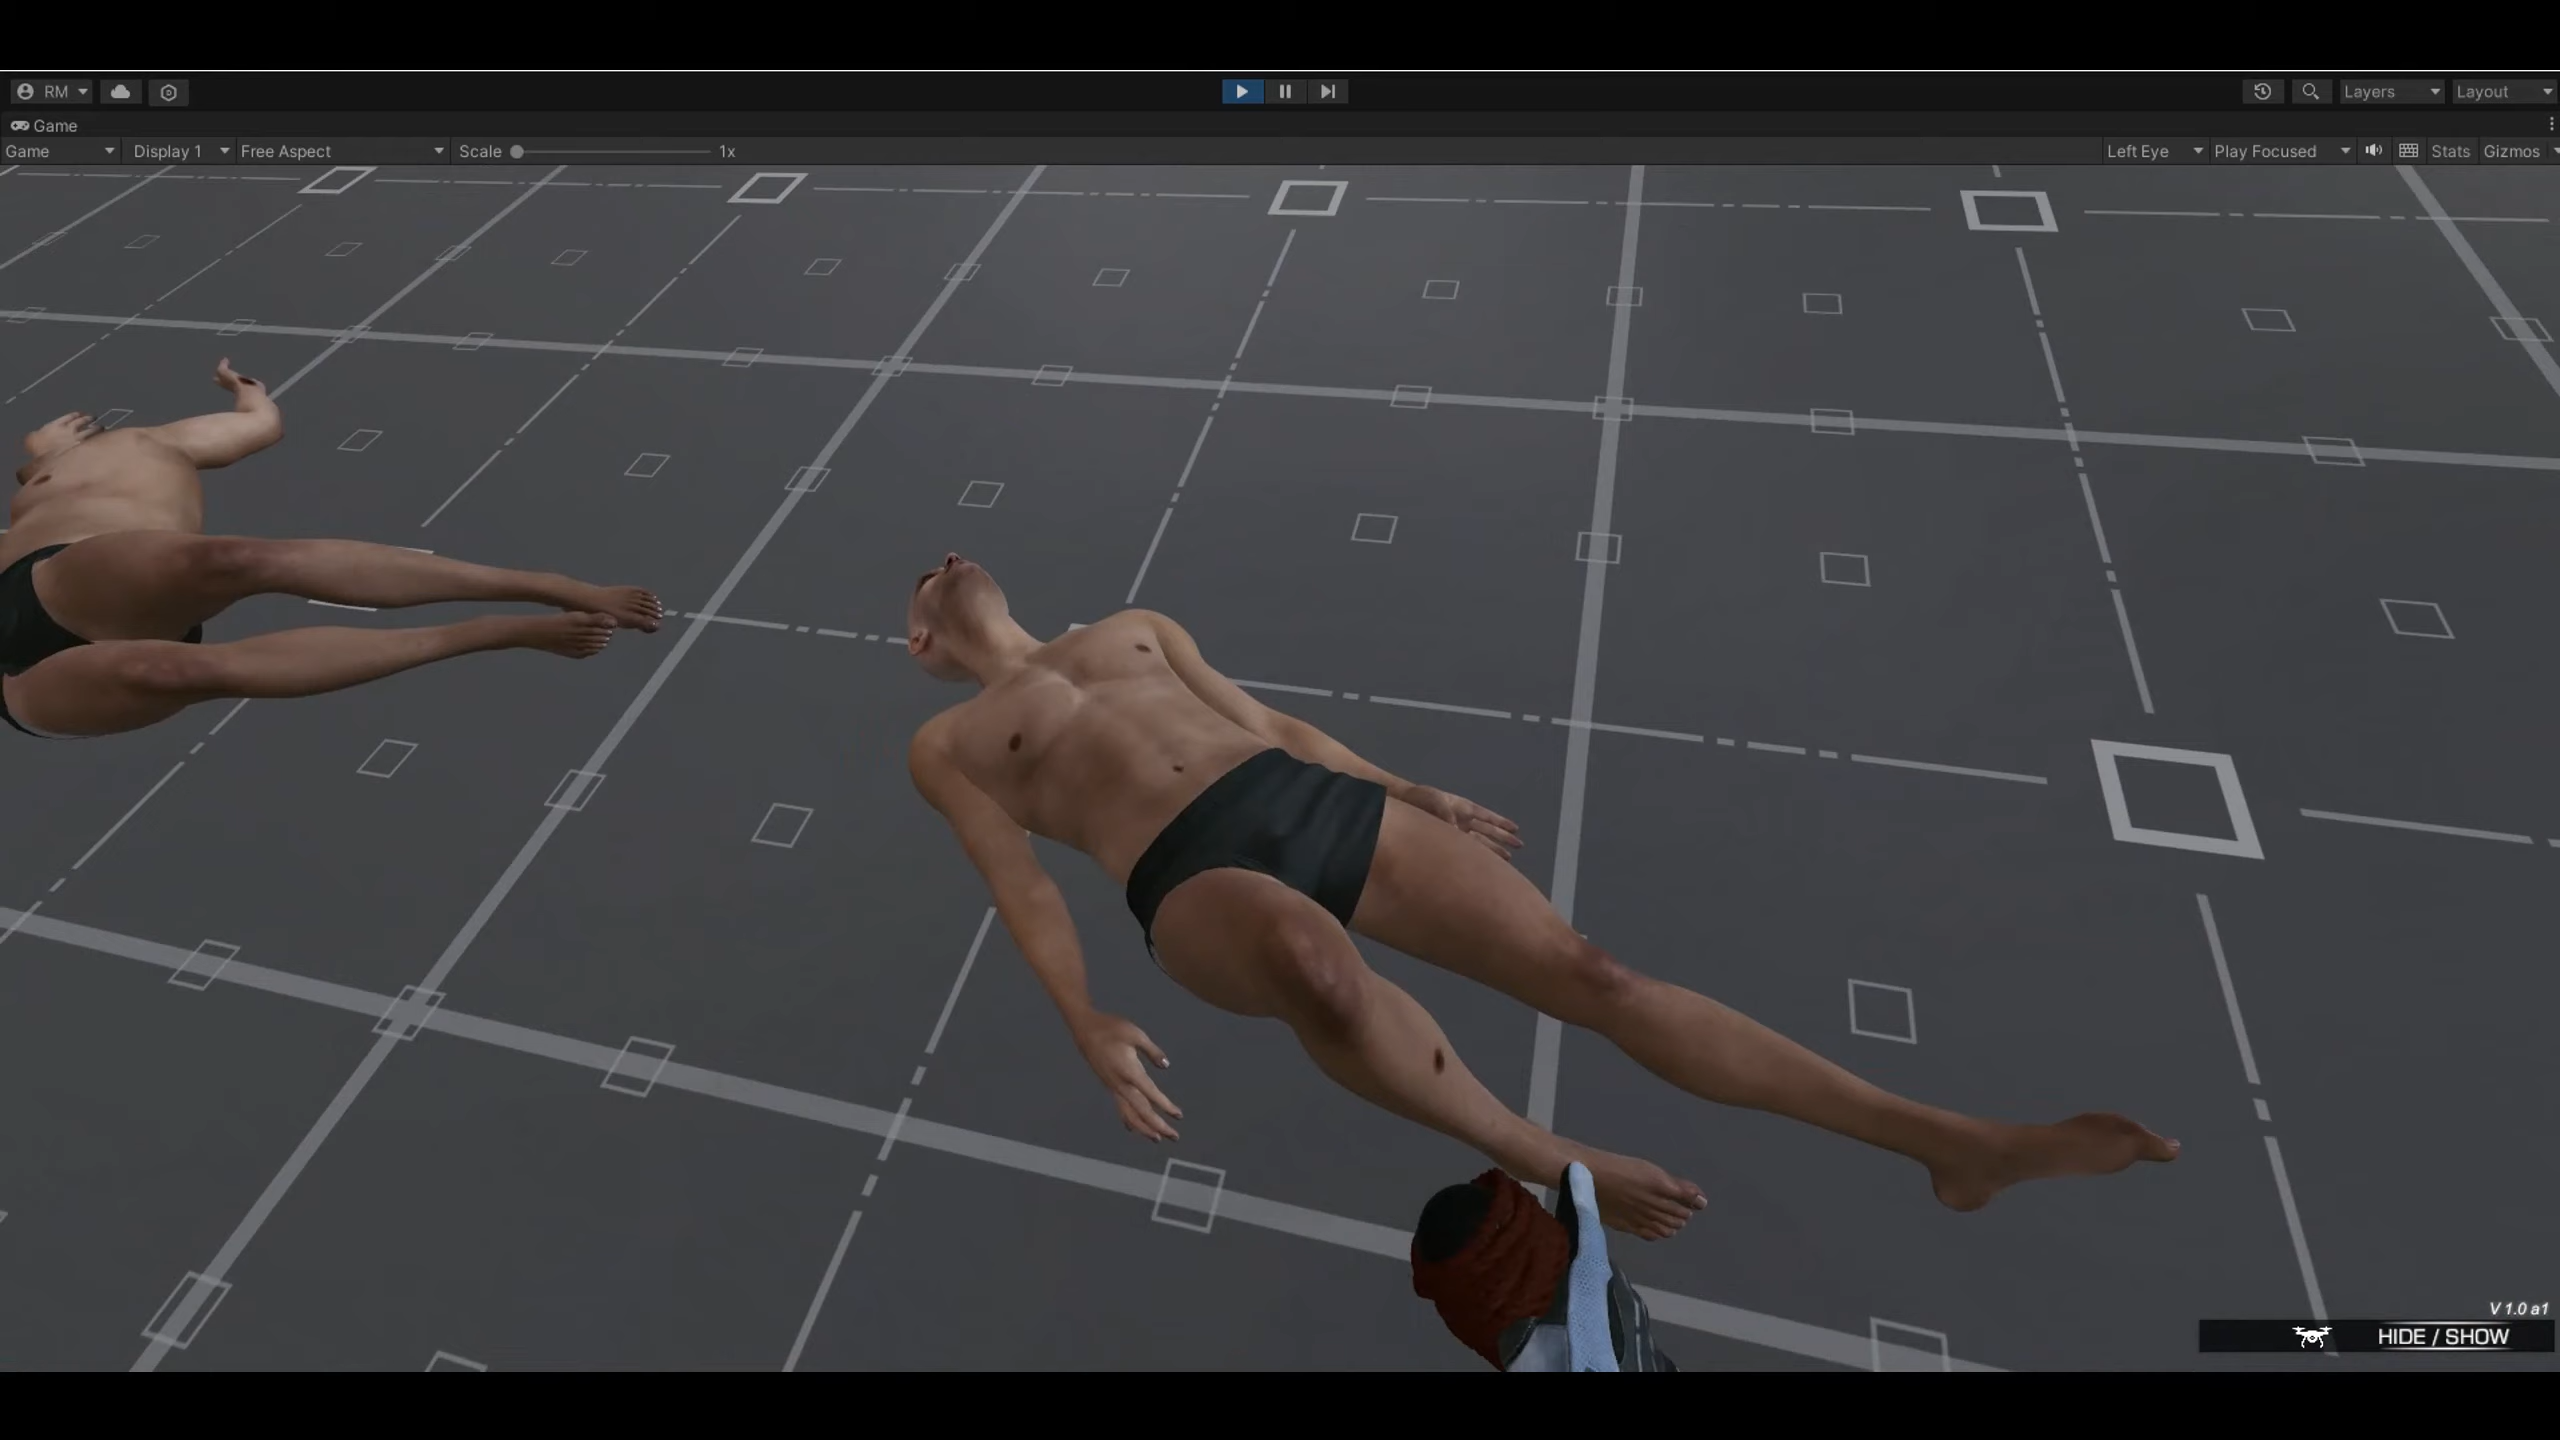 RM
Layers
Layout
Game
Game
Display 1
Free Aspect
Scale
1x
Left Eye
Play Focused
Stats
Gizmos
V 1.0 a1
HIDE / SHOW